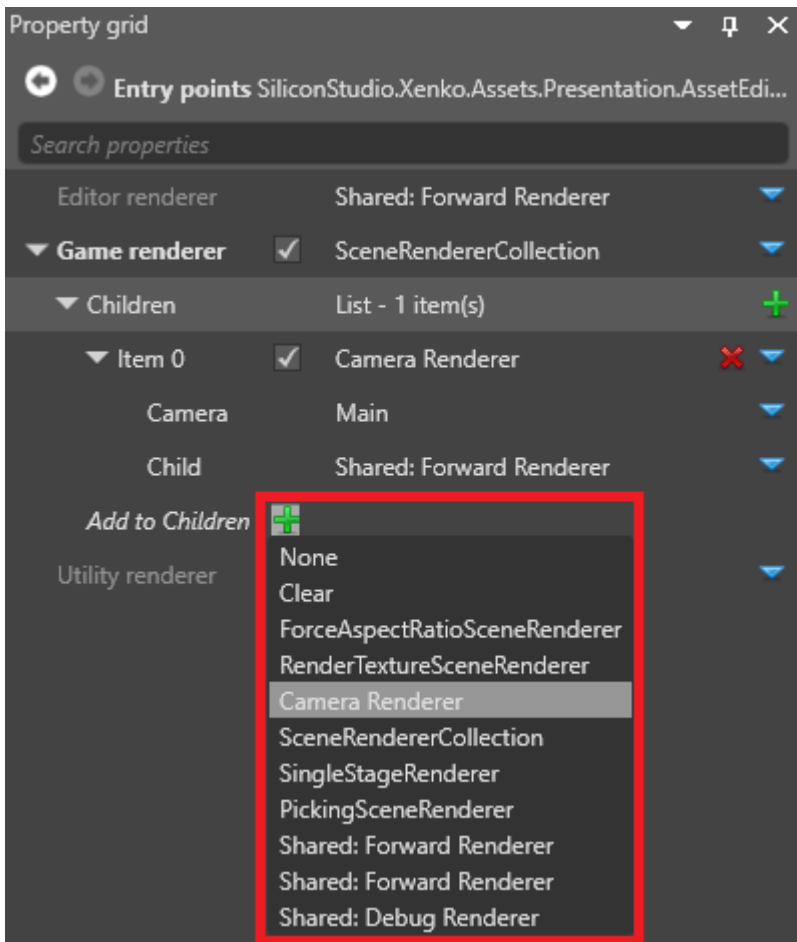 Property grid
Entry points SiliconStudio.Xenko.Assets.Presentation.AssetEdi...
Search properties
Editor renderer Shared: Forward Renderer
Game renderer SceneRendererCollection
Children List - 1 item(s)
Item 0 Camera Renderer
Camera Main
Child Shared: Forward Renderer
Add to Children
Utility renderer
None
Clear
ForceAspectRatioSceneRenderer
RenderTextureSceneRenderer
Camera Renderer
SceneRendererCollection
SingleStageRenderer
PickingSceneRenderer
Shared: Forward Renderer
Shared: Forward Renderer
Shared: Debug Renderer